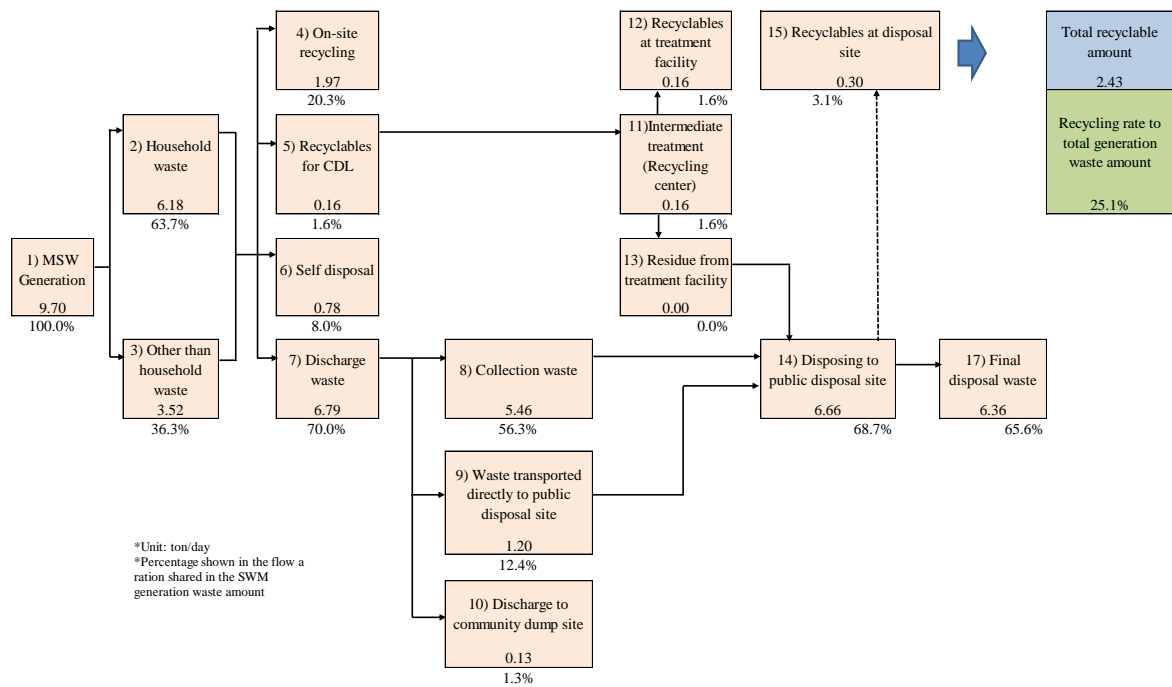 1) MSW
Generation
9.70
100.0%
2) Household
waste
6.18
63.7%
3) Other than
household
waste
3.52
36.3%
4) On-site
recycling
1.97
20.3%
5) Recyclables
for CDL
0.16
1.6%
6) Self disposal
0.78
8.0%
7) Discharge
waste
6.79
70.0%
8) Collection waste
5.46
56.3%
9) Waste transported
directly to public
disposal site
1.20
12.4%
10) Discharge to
community dump site
0.13
1.3%
12) Recyclables
at treatment
facility
0.16
1.6%
11)Intermediate
treatment
(Recycling
center)
0.16
1.6%
13) Residue from
treatment facility
0.00
0.0%
15) Recyclables at disposal
site
0.30
3.1%
14) Disposing to
public disposal site
6.66
68.7%
17) Final
disposal waste
6.36
65.6%
Total recyclable
amount
2.43
Recycling rate to
total generation
waste amount
25.1%
*Unit: ton/day
*Percentage shown in the flow a
ration shared in the SWM
generation waste amount